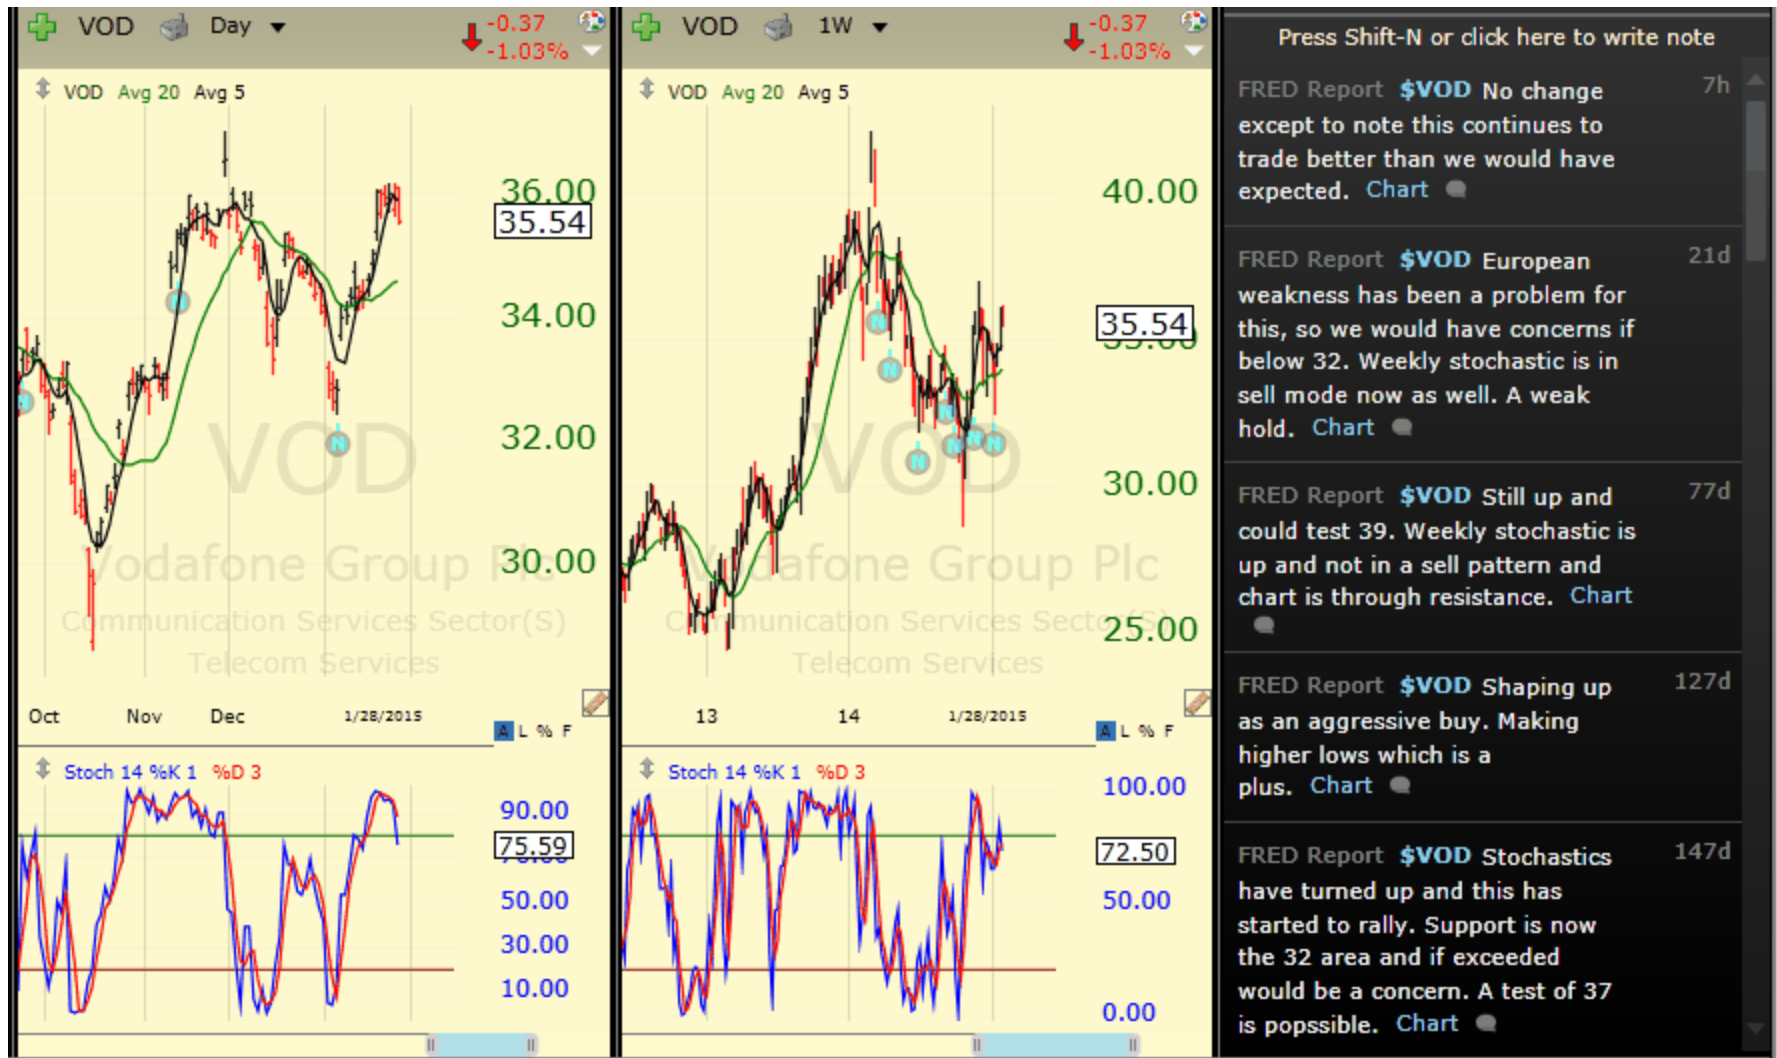 VOD Day -0.37
-1.03%
VOD Avg 20 Avg 5
36.00
35.54
34.00
32.00
30.00
VOD
Vodafone Group Plc
Communication Services Sector(S)
Telecom Services
Oct Nov Dec 1/28/2015
A L % F
Stoch 14 %K 1 %D 3
90.00
75.59
50.00
30.00
10.00
VOD 1W -0.37
-1.03%
VOD Avg 20 Avg 5
40.00
35.54
30.00
25.00
VOD
Vodafone Group Plc
Communication Services Sector(S)
Telecom Services
13 14 1/28/2015
A L % F
Stoch 14 %K 1 %D 3
100.00
72.50
50.00
0.00
N
N
N
N
N
N
N
N
N
N
Press Shift-N or click here to write note
FRED Report $VOD No change 7h
except to note this continues to
trade better than we would have
expected. Chart
FRED Report $VOD European 21d
weakness has been a problem for
this, so we would have concerns if
below 32. Weekly stochastic is in
sell mode now as well. A weak
hold. Chart
FRED Report $VOD Still up and 77d
could test 39. Weekly stochastic is
up and not in a sell pattern and
chart is through resistance. Chart
FRED Report $VOD Shaping up 127d
as an aggressive buy. Making
higher lows which is a
plus. Chart
FRED Report $VOD Stochastics 147d
have turned up and this has
started to rally. Support is now
the 32 area and if exceeded
would be a concern. A test of 37
is popssible. Chart